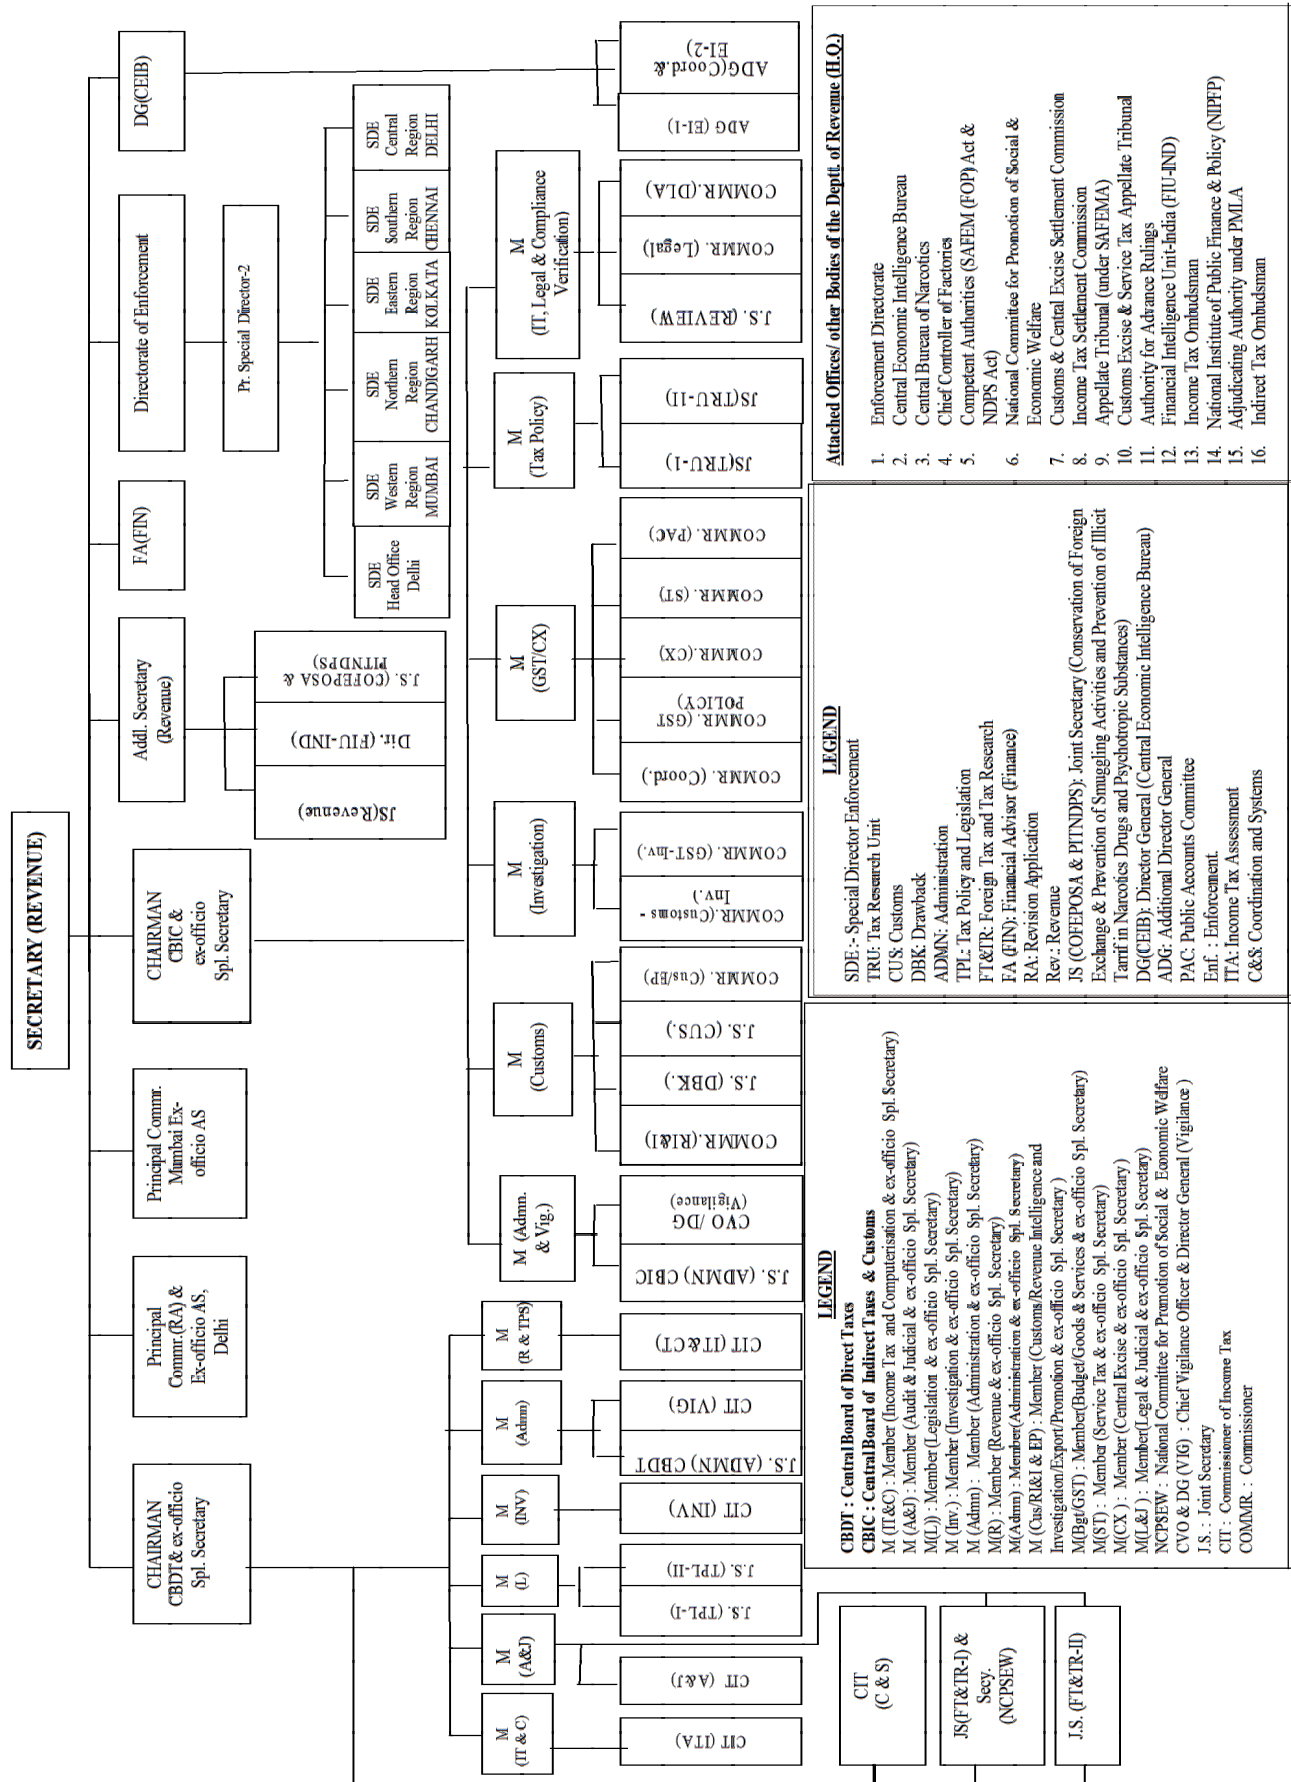 SECRETARY (REVENUE)
CHAIRMAN
CBDT& ex-officio
Spl. Secretary
Principal
Commr.(RA) &
Ex-officio AS,
Delhi
Principal Commr.
Mumbai Ex-
officio AS
CHAIRMAN
CBIC &
ex-officio
Spl. Secretary
Addl. Secretary
(Revenue)
FA(FIN)
Directorate of Enforcement
DG(CEIB)
JS(Revenue)
Dir. (FIU-IND)
J.S. (COFEPOSA &
PITNDPS)
Pr. Special Director-2
SDE
Head Office
Delhi
SDE
Western
Region
MUMBAI
SDE
Northern
Region
CHANDIGARH
SDE
Eastern
Region
KOLKATA
SDE
Southern
Region
CHENNAI
SDE
Central
Region
DELHI
M
(IT & C)
M
(A&J)
M
(L)
M
(INV)
M
(Admn)
M
(R & TPS)
M (Admn.
& Vig.)
M
(Customs)
M
(Investigation)
M
(GST/CX)
M
(Tax Policy)
M
(IT, Legal & Compliance
Verification)
CIT (ITA)
CIT (A&J)
J.S. (TPL-I)
J.S. (TPL-II)
CIT (INV)
J.S. (ADMN) CBDT
CIT (VIG)
CIT (IT&CT)
J.S. (ADMN) CBIC
CVO /DG
(Vigilance)
COMMR.(RI&I)
J.S. (DBK.)
J.S. (CUS.)
COMMR. (Cus/EP)
COMMR.(Customs -
Inv.)
COMMR. (GST-Inv.)
COMMR. (Coord.)
COMMR. (GST
POLICY)
COMMR.(CX)
COMMR. (ST)
COMMR. (PAC)
JS(TRU-1)
JS(TRU-II)
J.S. (REVIEW)
COMMR. (Legal)
COMMR.(DLA)
ADG (EI-1)
ADG(Coord.&
EI-2)
CIT
(C & S)
JS(FT&TR-I) &
Secy.
(NCPSEW)
J.S. (FT&TR-II)
LEGEND
CBDT : Central Board of Direct Taxes
CBIC : Central Board of Indirect Taxes & Customs
M (IT&C) : Member (Income Tax and Computerisation & ex-officio Spl. Secretary)
M (A&J) : Member (Audit & Judicial & ex-officio Spl. Secretary)
M(L)) : Member (Legislation & ex-officio Spl. Secretary)
M (Inv.) : Member (Investigation & ex-officio Spl. Secretary)
M (Admn) : Member (Administration & ex-officio Spl. Secretary)
M(R) : Member (Revenue & ex-officio Spl. Secretary)
M(Admn) : Member(Administration & ex-officio Spl. Secretary)
M (Cus/RI&I & EP) : Member (Customs/Revenue Intelligence and
Investigation/Export/Promotion & ex-officio Spl. Secretary )
M(Bgt/GST) : Member(Budget/Goods & Services & ex-officio Spl. Secretary)
M(ST) : Member (Service Tax & ex-officio Spl. Secretary)
M(CX ) : Member (Central Excise & ex-officio Spl. Secretary)
M(L&J ) : Member(Legal & Judicial & ex-officio Spl. Secretary)
NCPSEW : National Committee for Promotion of Social & Economic Welfare
CVO & DG (VIG) : Chief Vigilance Officer & Director General (Vigilance )
J.S. : Joint Secretary
CIT : Commissioner of Income Tax
COMMR. : Commissioner
LEGEND
SDE:- Special Director Enforcement
TRU: Tax Research Unit
CUS: Customs
DBK: Drawback
ADMN: Administration
TPL: Tax Policy and Legislation
FT&TR: Foreign Tax and Tax Research
FA (FIN): Financial Advisor (Finance)
RA: Revision Application
Rev.: Revenue
JS (COFEPOSA & PITNDPS): Joint Secretary (Conservation of Foreign
Exchange & Prevention of Smuggling Activities and Prevention of Illicit
Tarrif in Narcotics Drugs and Psychotropic Substances)
DG(CEIB): Director General (Central Economic Intelligence Bureau)
ADG: Additional Director General
PAC: Public Accounts Committee
Enf. : Enforcement.
ITA: Income Tax Assessment
C&S: Coordination and Systems
Attached Offices/ other Bodies of the Deptt. of Revenue (H.Q.)
1. Enforcement Directorate
2. Central Economic Intelligence Bureau
3. Central Bureau of Narcotics
4. Chief Controller of Factories
5. Competent Authorities (SAFEM (FOP) Act &
NDPS Act)
6. National Committee for Promotion of Social &
Economic Welfare
7. Customs & Central Excise Settlement Commission
8. Income Tax Settlement Commission
9. Appellate Tribunal (under SAFEMA)
10. Customs Excise & Service Tax Appellate Tribunal
11. Authority for Advance Rulings
12. Financial Intelligence Unit-India (FIU-IND)
13. Income Tax Ombudsman
14. National Institute of Public Finance & Policy (NIPFP)
15. Adjudicating Authority under PMLA
16. Indirect Tax Ombudsman